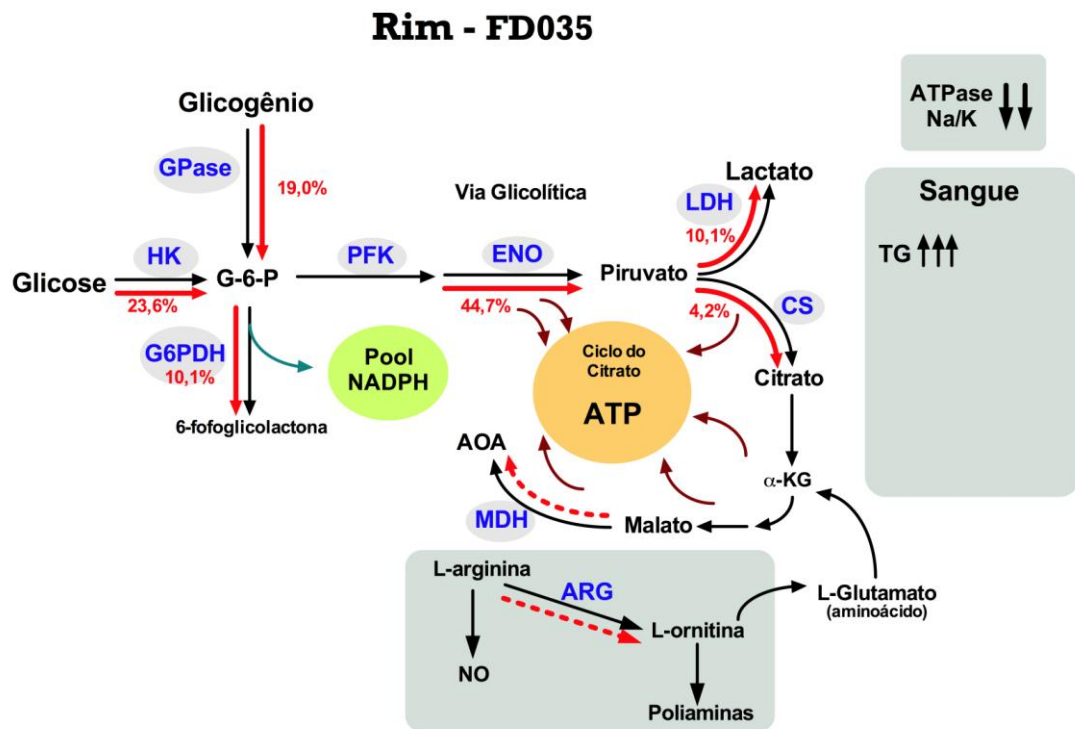 Rim - FD035
Glicogênio
GPase
19,0%
ATPase
Na/K
Sangue
TG
Via Glicolítica
Lactato
LDH
10,1%
HK
Glicose
23,6%
G-6-P
PFK
ENO
44,7%
Piruvato
4,2%
CS
G6PDH
10,1%
Pool
NADPH
6-fofoglicolactona
Ciclo do
Citrato
ATP
Citrato
AOA
α-KG
MDH
Malato
L-arginina
ARG
L-ornitina
L-Glutamato
(aminoácido)
NO
Poliaminas